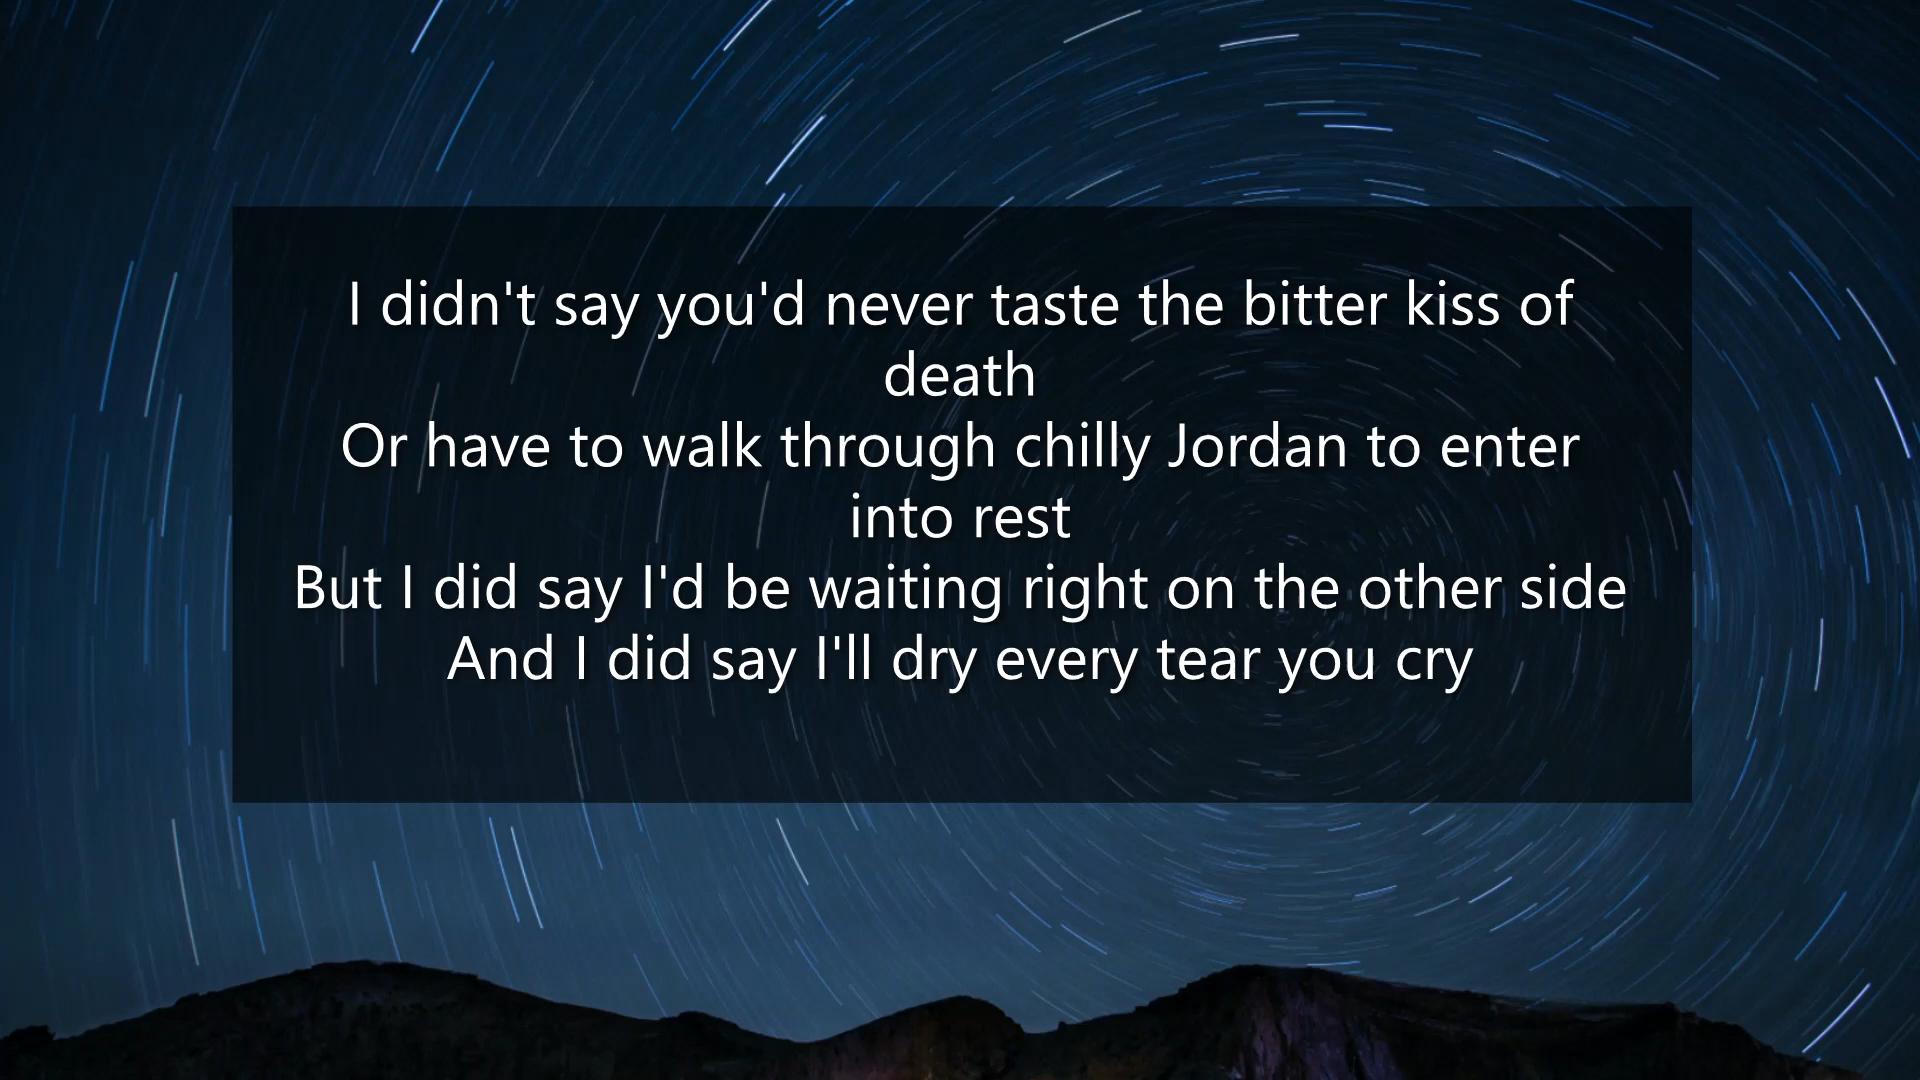 I didn't say you'd never taste the bitter kiss of
death
Or have to walk through chilly Jordan to enter
into rest
But I did say I'd be waiting right on the other side
And I did say I'll dry every tear you cry